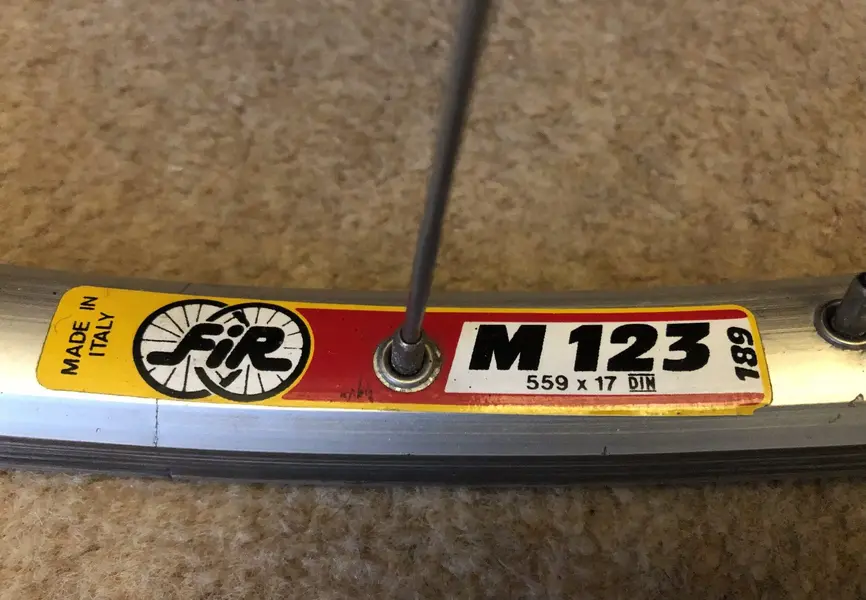 MADE IN
ITALY
FiR
M 123
559 x 17 DIN
189